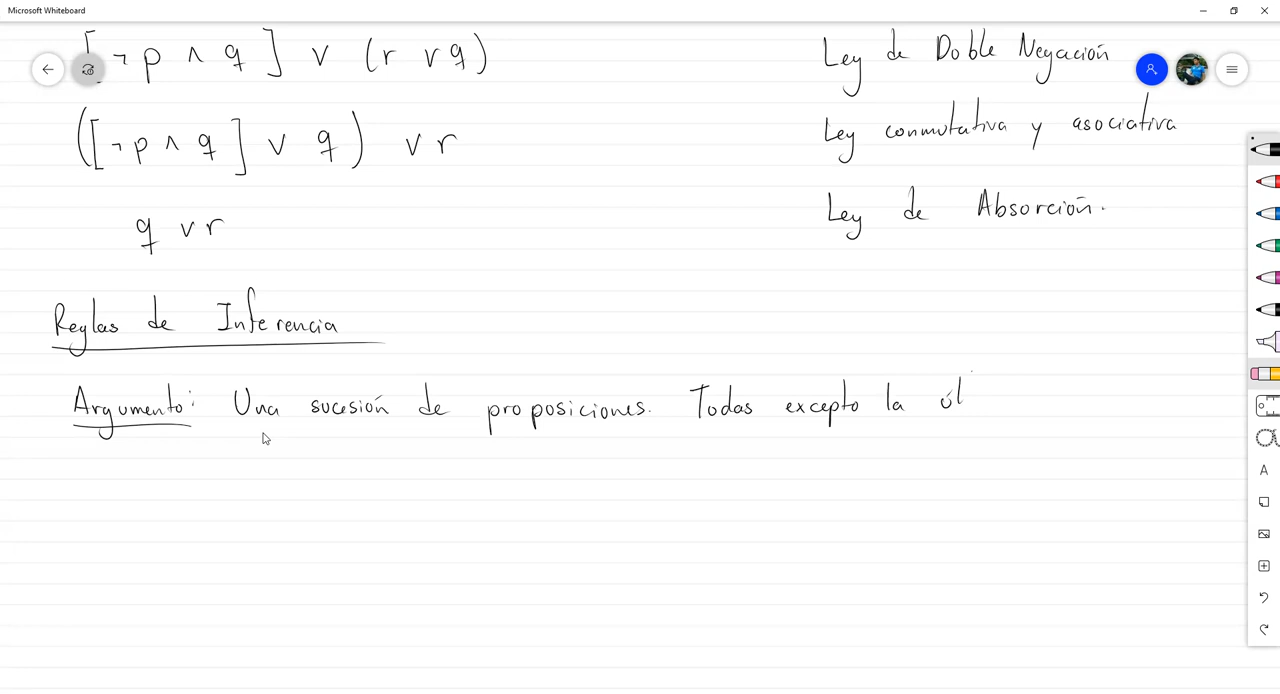 Microsoft Whiteboard
[¬p ∧ q] ∨ (r ∨ q)
Ley de Doble Negación
([¬p ∧ q] ∨ q) ∨ r
Ley conmutativa y asociativa
q ∨ r
Ley de Absorción.
Reglas de Inferencia
Argumento: Una sucesión de proposiciones. Todas excepto la úl
A